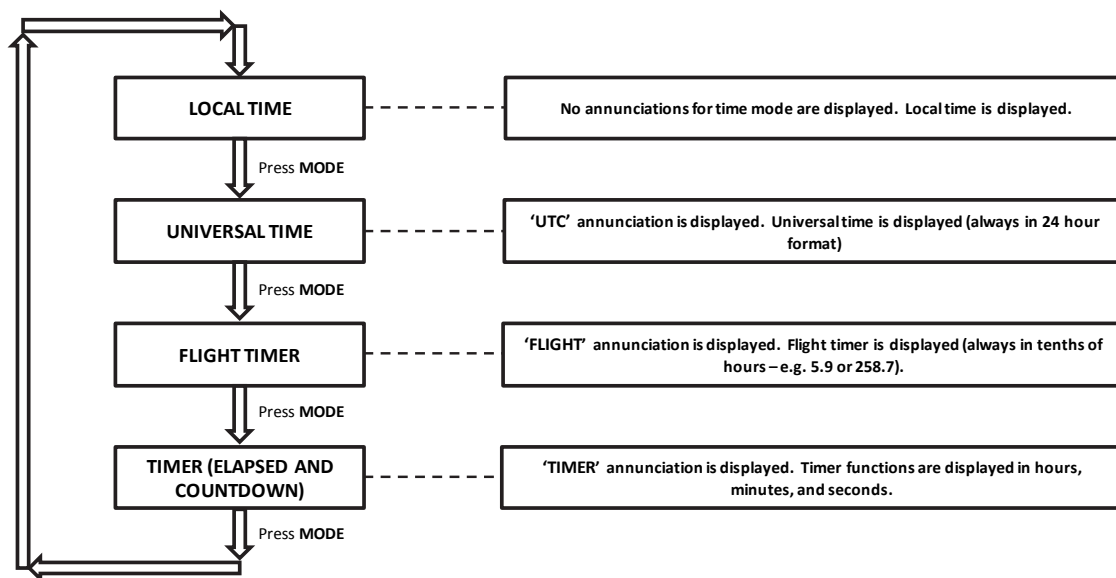 LOCAL TIME
No annunciations for time mode are displayed. Local time is displayed.
Press MODE
UNIVERSAL TIME
‘UTC’ annunciation is displayed. Universal time is displayed (always in 24 hour
format)
Press MODE
FLIGHT TIMER
‘FLIGHT’ annunciation is displayed. Flight timer is displayed (always in tenths of
hours – e.g. 5.9 or 258.7).
Press MODE
TIMER (ELAPSED AND
COUNTDOWN)
‘TIMER’ annunciation is displayed. Timer functions are displayed in hours,
minutes, and seconds.
Press MODE